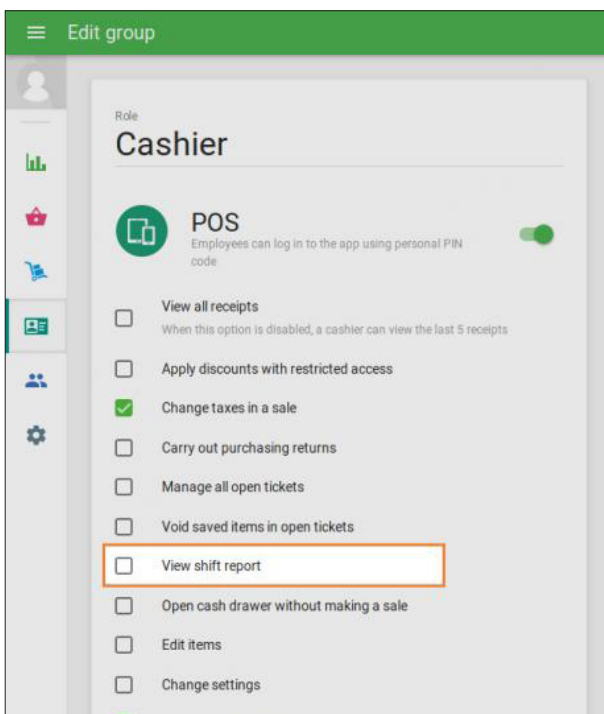 Edit group
Role
Cashier
POS
Employees can log in to the app using personal PIN
code
View all receipts
When this option is disabled, a cashier can view the last 5 receipts
Apply discounts with restricted access
Change taxes in a sale
Carry out purchasing returns
Manage all open tickets
Void saved items in open tickets
View shift report
Open cash drawer without making a sale
Edit items
Change settings